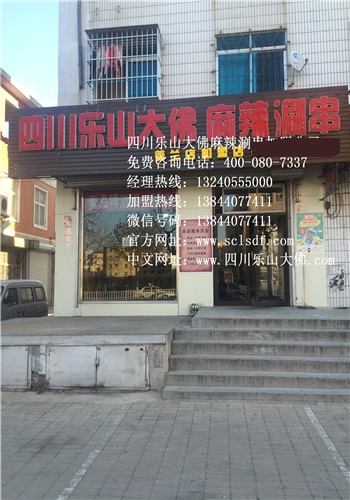 四川乐山大佛 麻辣涮串
四川乐山大佛麻辣涮串
免费咨询电话：400-080-7337
经理热线：13240555000
加盟热线：13844077411
微信号码：13844077411
官方网址：www.sclsdf.com
中文网址：www.四川乐山大佛.com